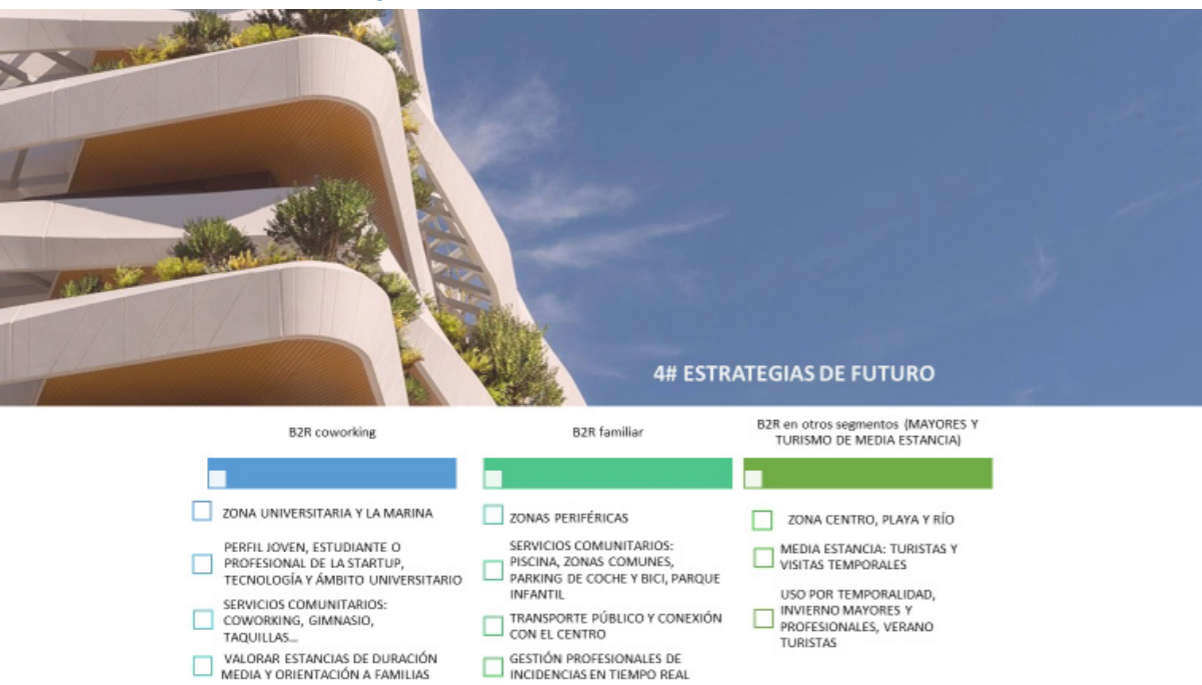 4# ESTRATEGIAS DE FUTURO
B2R coworking
ZONA UNIVERSITARIA Y LA MARINA
PERFIL JOVEN, ESTUDIANTE O
PROFESIONAL DE LA STARTUP,
TECNOLOGÍA Y ÁMBITO UNIVERSITARIO
SERVICIOS COMUNITARIOS:
COWORKING, GIMNASIO,
TAQUILLAS...
VALORAR ESTANCIAS DE DURACIÓN
MEDIA Y ORIENTACIÓN A FAMILIAS
B2R familiar
ZONAS PERIFÉRICAS
SERVICIOS COMUNITARIOS:
PISCINA, ZONAS COMUNES,
PARKING DE COCHE Y BICI, PARQUE
INFANTIL
TRANSPORTE PÚBLICO Y CONEXIÓN
CON EL CENTRO
GESTIÓN PROFESIONALES DE
INCIDENCIAS EN TIEMPO REAL
B2R en otros segmentos (MAYORES Y
TURISMO DE MEDIA ESTANCIA)
ZONA CENTRO, PLAYA Y RÍO
MEDIA ESTANCIA: TURISTAS Y
VISITAS TEMPORALES
USO POR TEMPORALIDAD,
INVIERNO MAYORES Y
PROFESIONALES, VERANO
TURISTAS